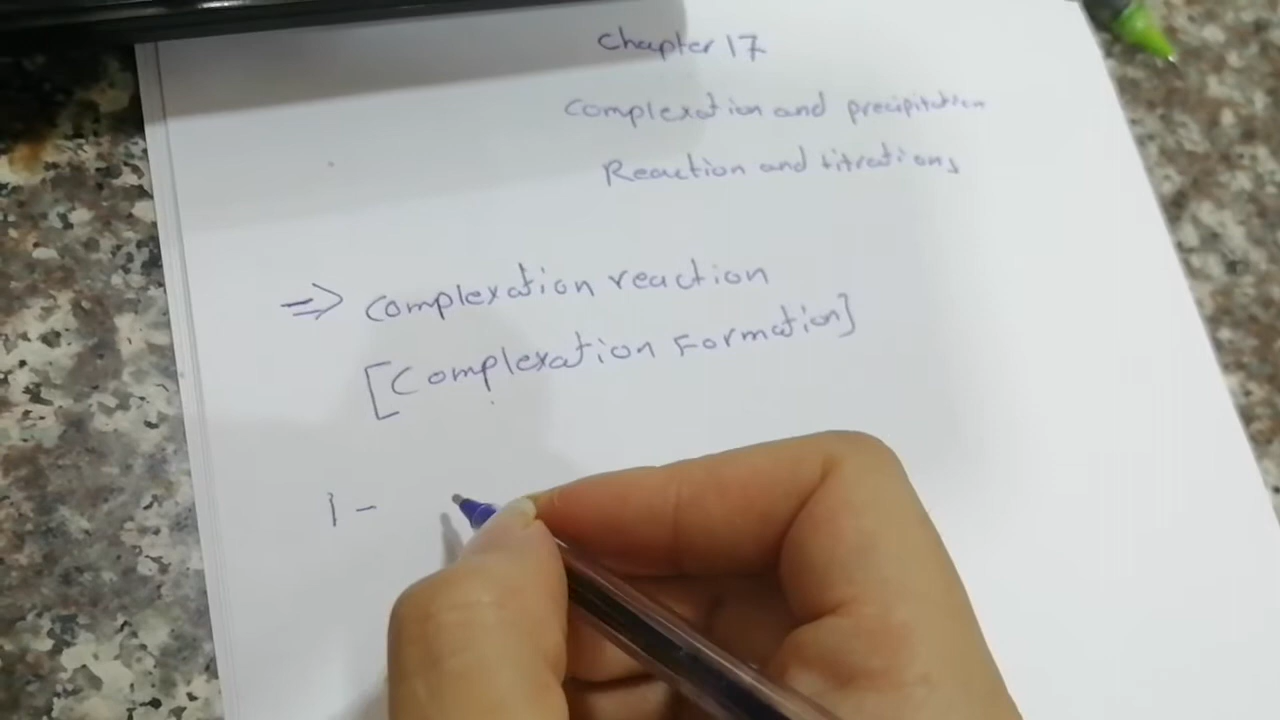 Chapter 17
Complexation and precipitation
Reaction and titrations
⇒ Complexation reaction
[Complexation Formation]
1 -